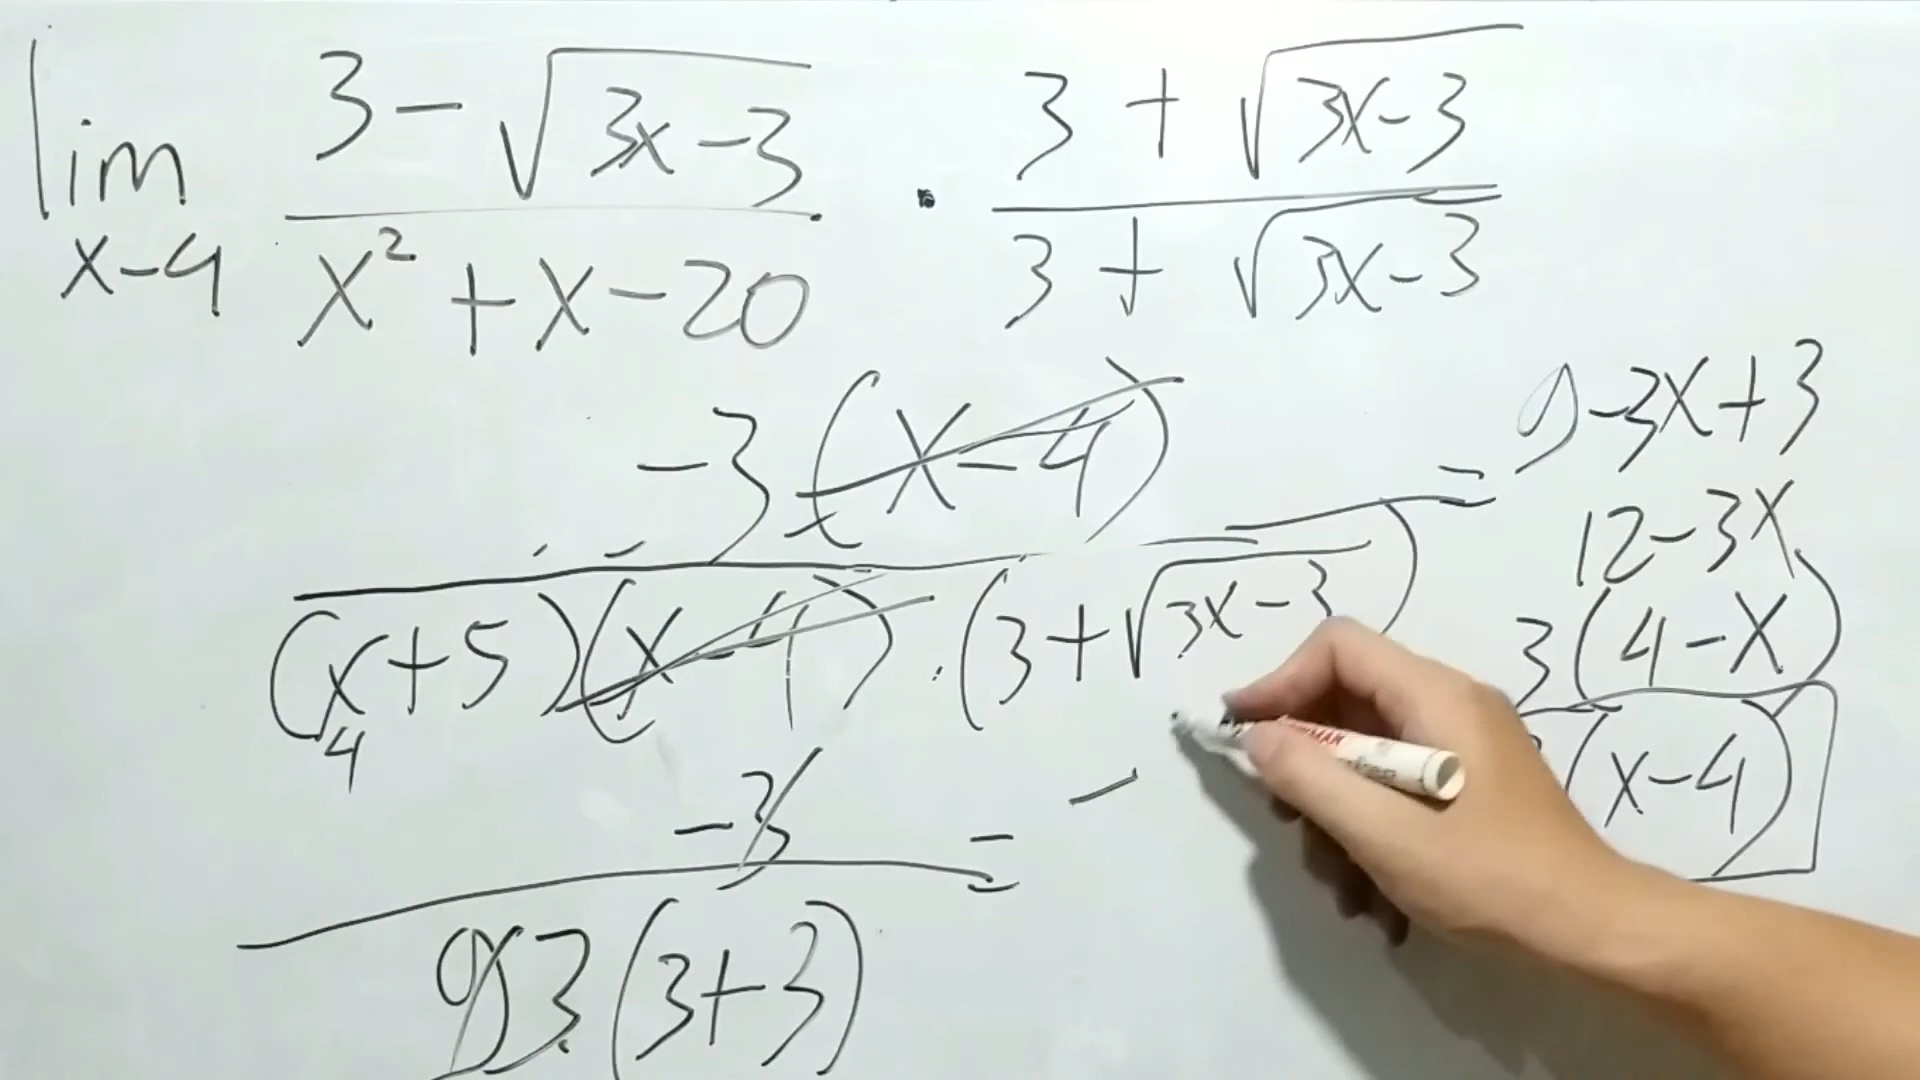 lim x-4 3-√3x-3 / x²+x-20 · 3+√3x-3 / 3+√3x-3
9-3x+3
-3(x-4) =
12-3x
(x+5)(x-4)·(3+√3x-3)
3(4-x)
4
(x-4)
-3 = -
9 3(3+3)